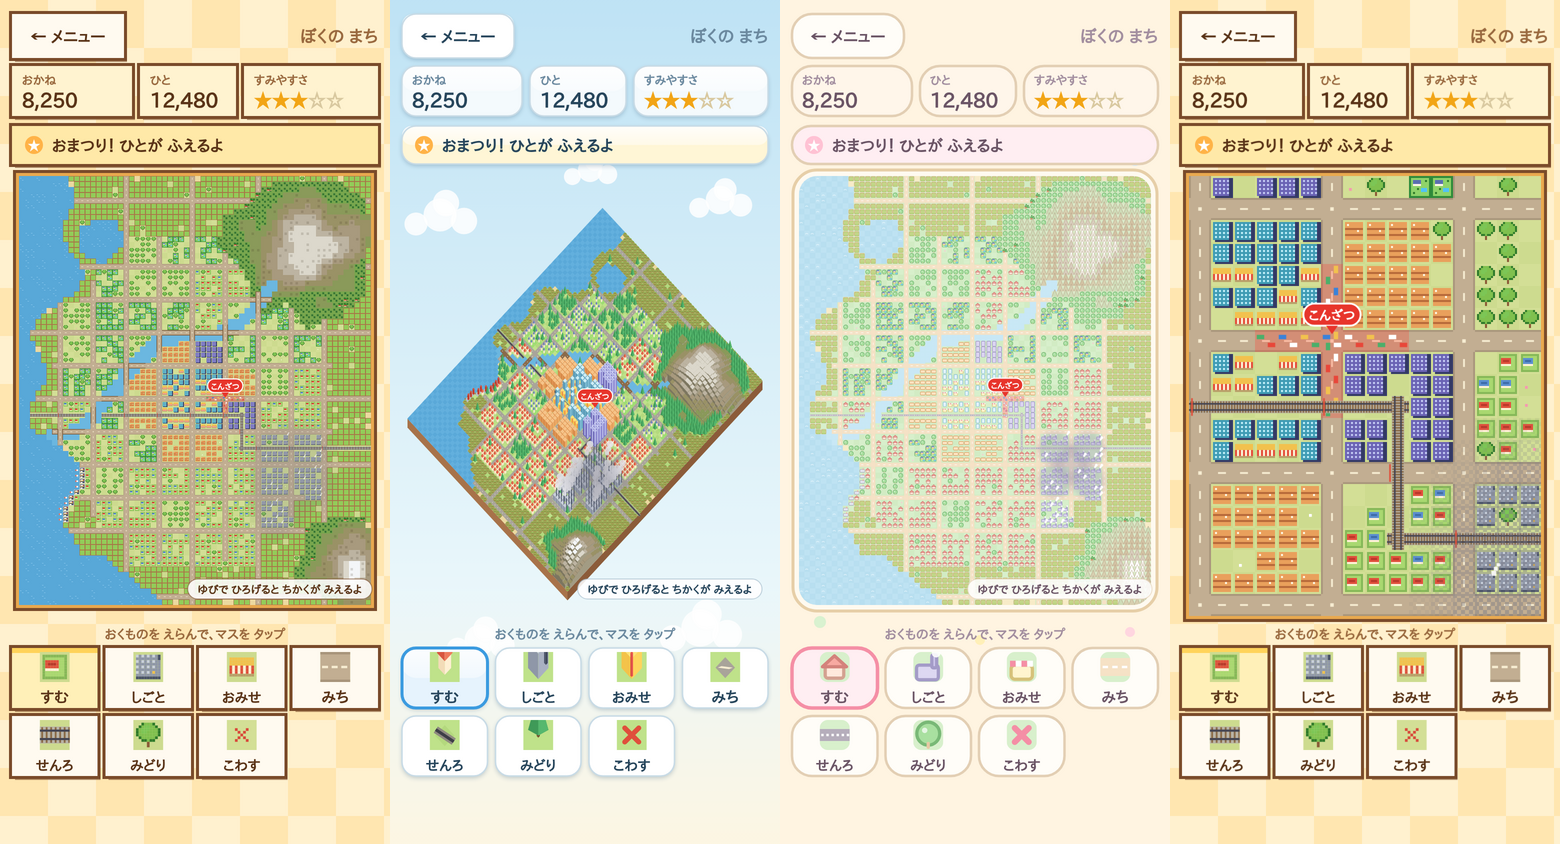 ← メニュー
ぼくの まち
おかね
8,250
ひと
12,480
すみやすさ
★★★☆☆
おまつり! ひとが ふえるよ
こんざつ
ゆびで ひろげると ちかくが みえるよ
おくものを えらんで、マスを タップ
すむ
しごと
おみせ
みち
せんろ
みどり
こわす
← メニュー
ぼくの まち
おかね
8,250
ひと
12,480
すみやすさ
★★★☆☆
おまつり! ひとが ふえるよ
こんざつ
ゆびで ひろげると ちかくが みえるよ
おくものを えらんで、マスを タップ
すむ
しごと
おみせ
みち
せんろ
みどり
こわす
← メニュー
ぼくの まち
おかね
8,250
ひと
12,480
すみやすさ
★★★☆☆
おまつり! ひとが ふえるよ
こんざつ
ゆびで ひろげると ちかくが みえるよ
おくものを えらんで、マスを タップ
すむ
しごと
おみせ
みち
せんろ
みどり
こわす
← メニュー
ぼくの まち
おかね
8,250
ひと
12,480
すみやすさ
★★★☆☆
おまつり! ひとが ふえるよ
こんざつ
おくものを えらんで、マスを タップ
すむ
しごと
おみせ
みち
せんろ
みどり
こわす